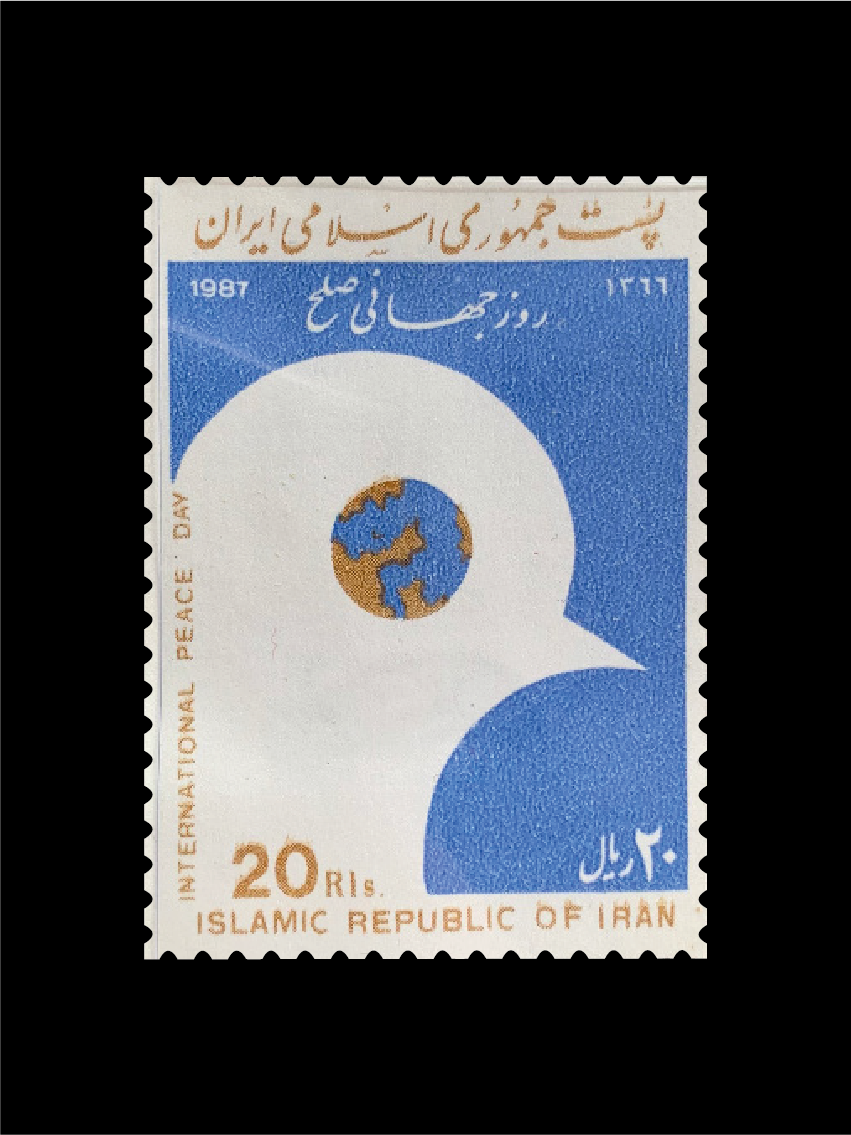 پست جمهوری اسلامی ایران
1987
۱۳۶۶
روز جهانی صلح
INTERNATIONAL PEACE DAY
۲۰ ریال
20 Rls.
ISLAMIC REPUBLIC OF IRAN